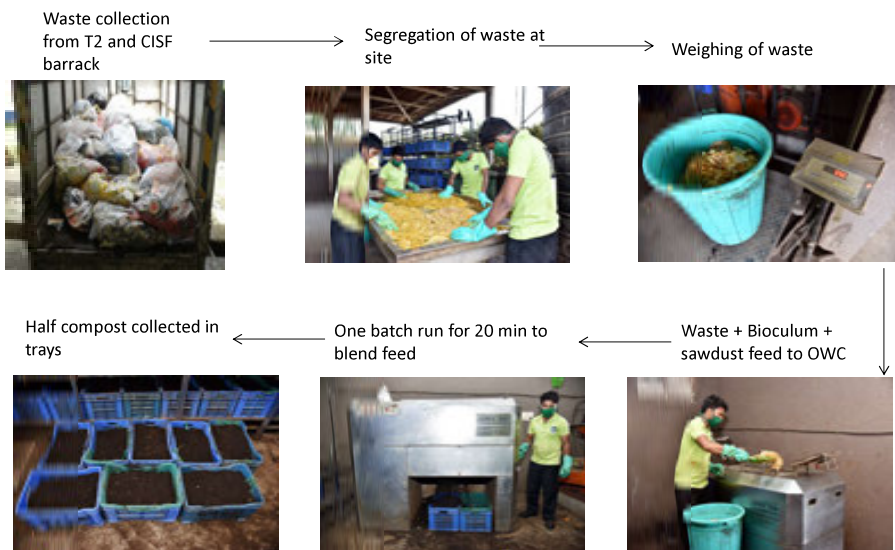 Waste collection
from T2 and CISF
barrack
Segregation of waste at
site
Weighing of waste
Waste + Bioculum +
sawdust feed to OWC
One batch run for 20 min to
blend feed
Half compost collected in
trays